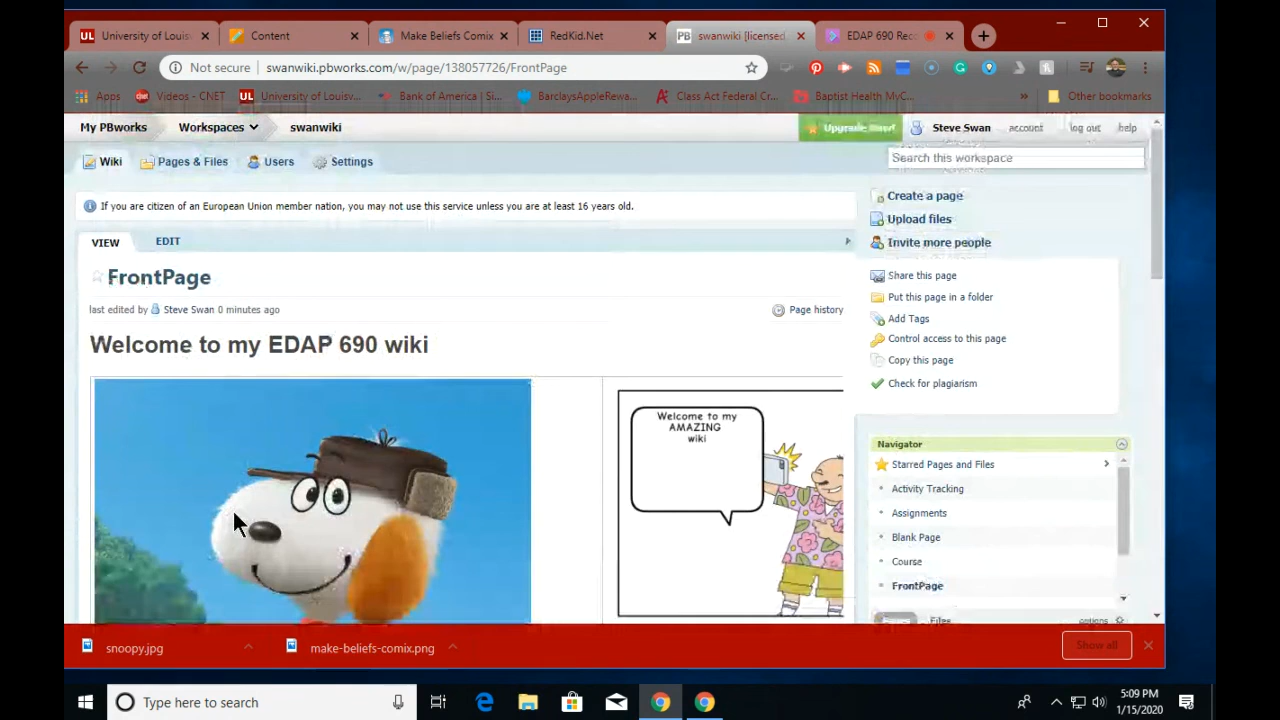 University of Louis
Content
Make Beliefs Comix
RedKid.Net
swanwiki [licensed
EDAP 690 Reco
Not secure
swanwiki.pbworks.com/w/page/138057726/FrontPage
Apps
Videos - CNET
University of Louisv...
Bank of America | Si...
BarclaysAppleRewa...
Class Act Federal Cr...
Baptist Health MyC...
»
Other bookmarks
My PBworks
Workspaces
swanwiki
Upgrade Now!
Steve Swan
account
log out
help
Wiki
Pages & Files
Users
Settings
Search this workspace
If you are citizen of an European Union member nation, you may not use this service unless you are at least 16 years old.
Create a page
Upload files
Invite more people
VIEW
EDIT
FrontPage
last edited by Steve Swan 0 minutes ago
Page history
Share this page
Put this page in a folder
Add Tags
Control access to this page
Copy this page
Check for plagiarism
Welcome to my EDAP 690 wiki
Welcome to my
AMAZING
wiki
Navigator
Starred Pages and Files
Activity Tracking
Assignments
Blank Page
Course
FrontPage
Files
options
snoopy.jpg
make-beliefs-comix.png
Show all
Type here to search
5:09 PM
1/15/2020